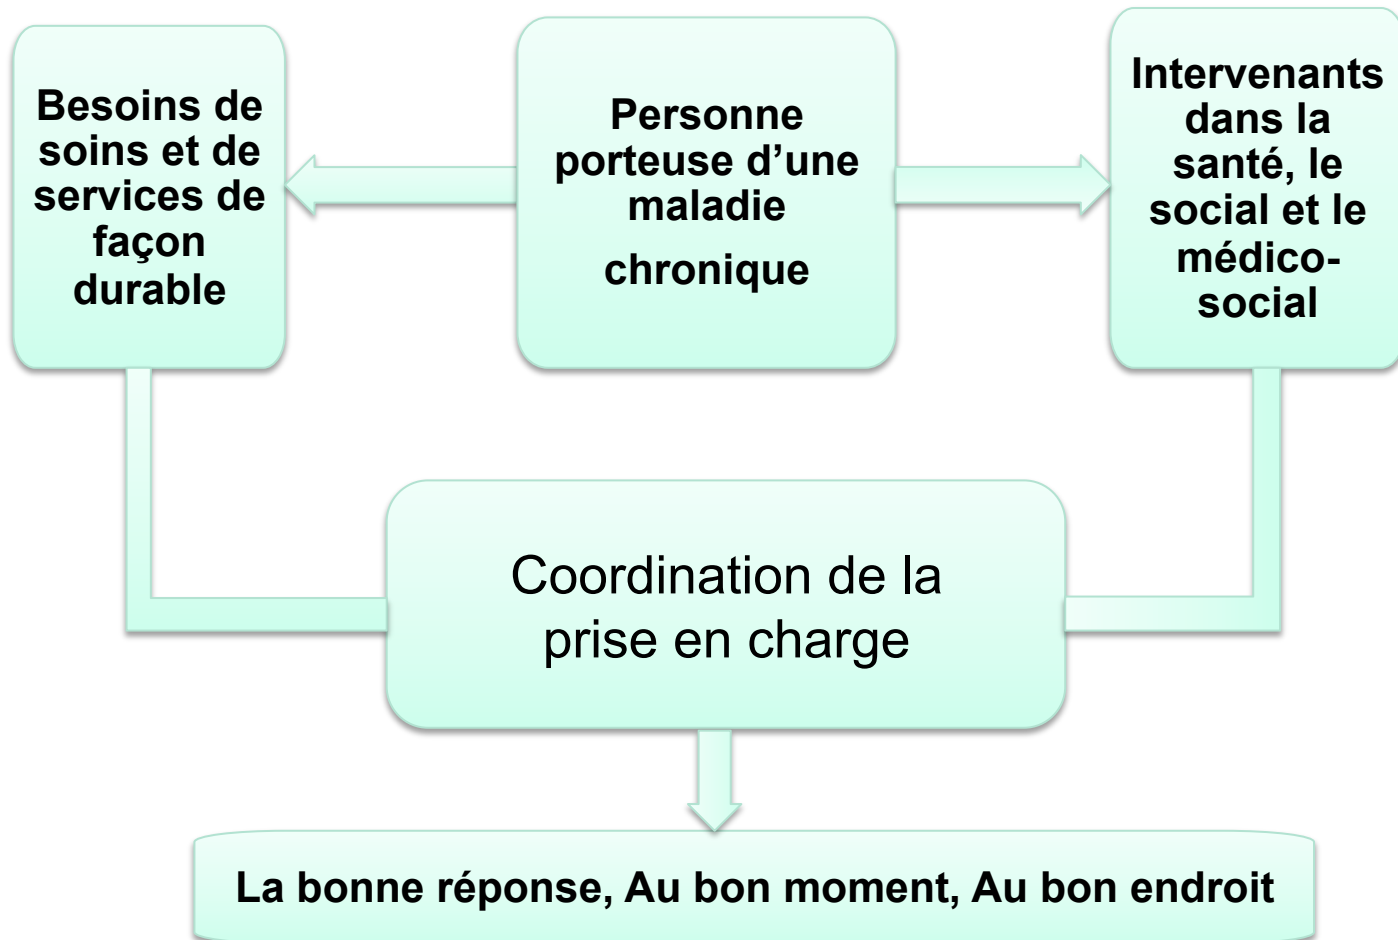 Besoins de
soins et de
services de
façon
durable
Personne
porteuse d’une
maladie
chronique
Intervenants
dans la
santé, le
social et le
médico-
social
Coordination de la
prise en charge
La bonne réponse, Au bon moment, Au bon endroit